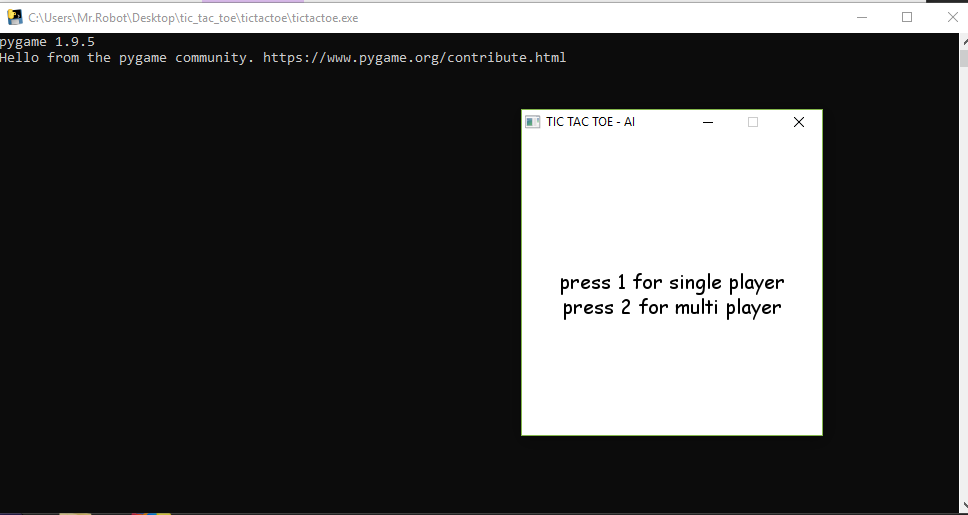 C:\Users\Mr.Robot\Desktop\tic_tac_toe\tictactoe\tictactoe.exe
pygame 1.9.5
Hello from the pygame community. https://www.pygame.org/contribute.html
TIC TAC TOE - AI
press 1 for single player
press 2 for multi player